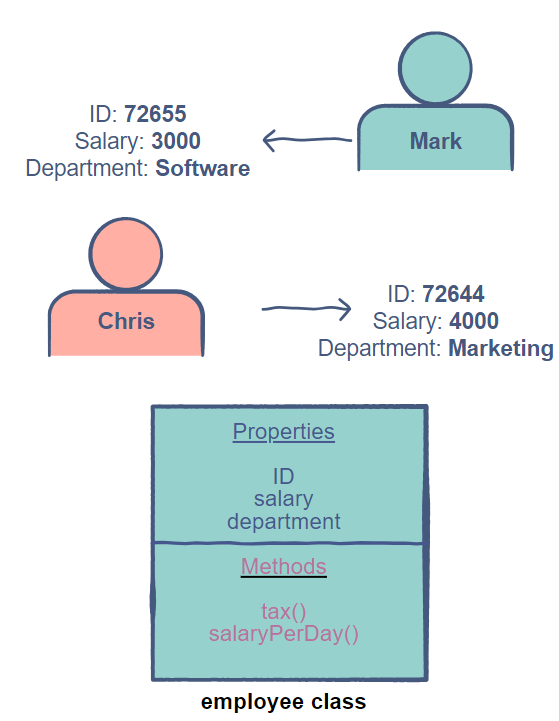 ID: 72655
Salary: 3000
Department: Software
Mark
Chris
ID: 72644
Salary: 4000
Department: Marketing
Properties
ID
salary
department
Methods
tax()
salaryPerDay()
employee class